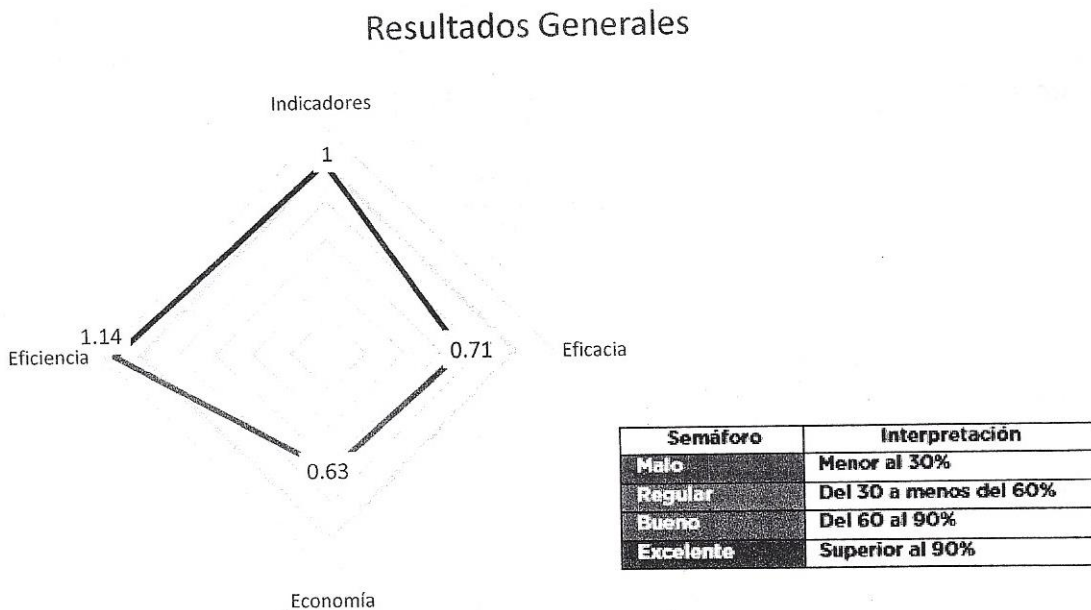 Resultados Generales
Indicadores
1
1.14
Eficiencia
0.71
Eficacia
0.63
Economía
Semáforo Interpretación
Malo Menor al 30%
Regular Del 30 a menos del 60%
Bueno Del 60 al 90%
Excelente Superior al 90%